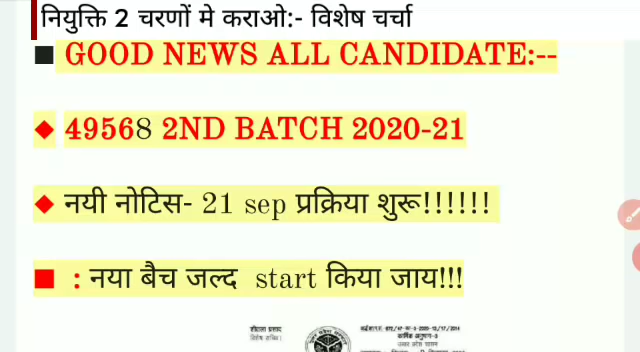 नियुक्ति 2 चरणों मे कराओ:- विशेष चर्चा
GOOD NEWS ALL CANDIDATE:--
49568 2ND BATCH 2020-21
नयी नोटिस- 21 sep प्रक्रिया शुरू!!!!!!
: नया बैच जल्द start किया जाय!!!